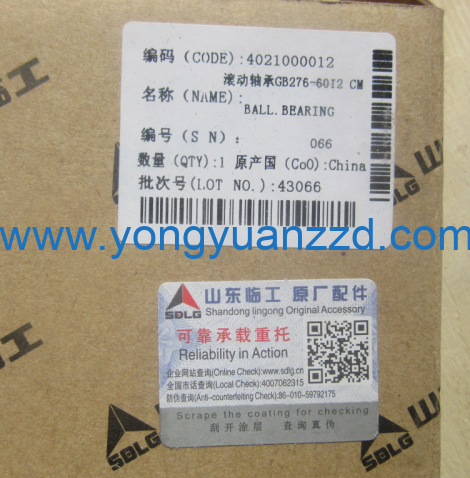 编码(CODE):4021000012
滚动轴承GB276-6012 CM
名称(NAME):
BALL.BEARING
编号(S N):
066
数量(QTY):1 原产国(CoO):China
批次号(LOT NO.):43066
www.yongyuanzzd.com
山东临工 原厂配件
SDLG
Shandong lingong Original Accessory
可靠承载重托
Reliability in Action
企业网站查询(Online Check):www.sdlg.cn
全国市话查询(Local Check):4007062315
防伪查询(Anti-counterfeiting Check):86-010-59792175
Scrape the coating for checking
刮开涂层 查询真伪
临工
SDLG
SDLG
山